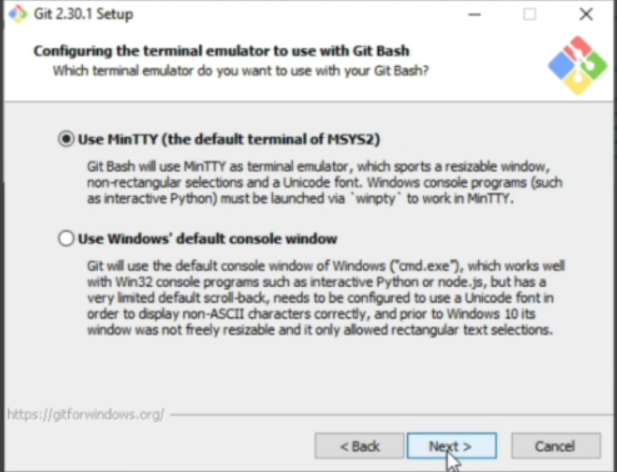 Git 2.30.1 Setup
Configuring the terminal emulator to use with Git Bash
Which terminal emulator do you want to use with your Git Bash?
Use MinTTY (the default terminal of MSYS2)
Git Bash will use MinTTY as terminal emulator, which sports a resizable window,
non-rectangular selections and a Unicode font. Windows console programs (such
as interactive Python) must be launched via `winpty` to work in MinTTY.
Use Windows' default console window
Git will use the default console window of Windows ("cmd.exe"), which works well
with Win32 console programs such as interactive Python or node.js, but has a
very limited default scroll-back, needs to be configured to use a Unicode font in
order to display non-ASCII characters correctly, and prior to Windows 10 its
window was not freely resizable and it only allowed rectangular text selections.
https://gitforwindows.org/
< Back
Next >
Cancel